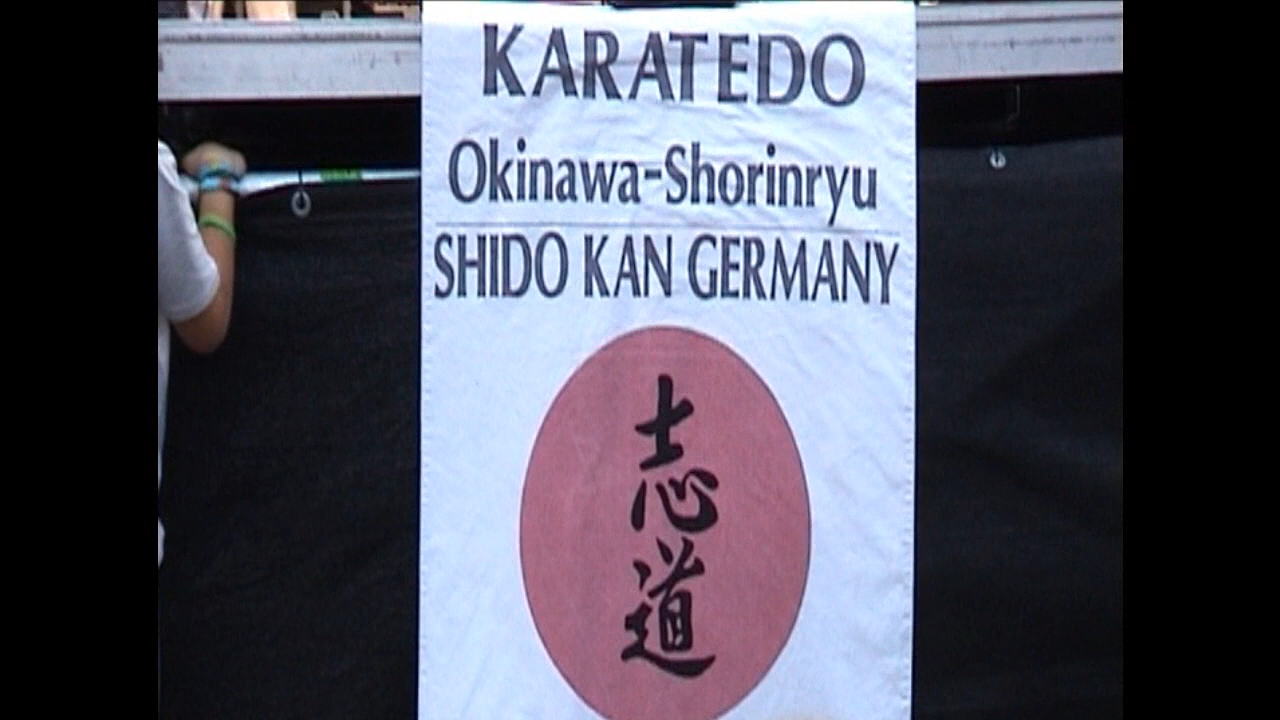 KARATEDO
Okinawa-Shorinryu
SHIDO KAN GERMANY
志
道